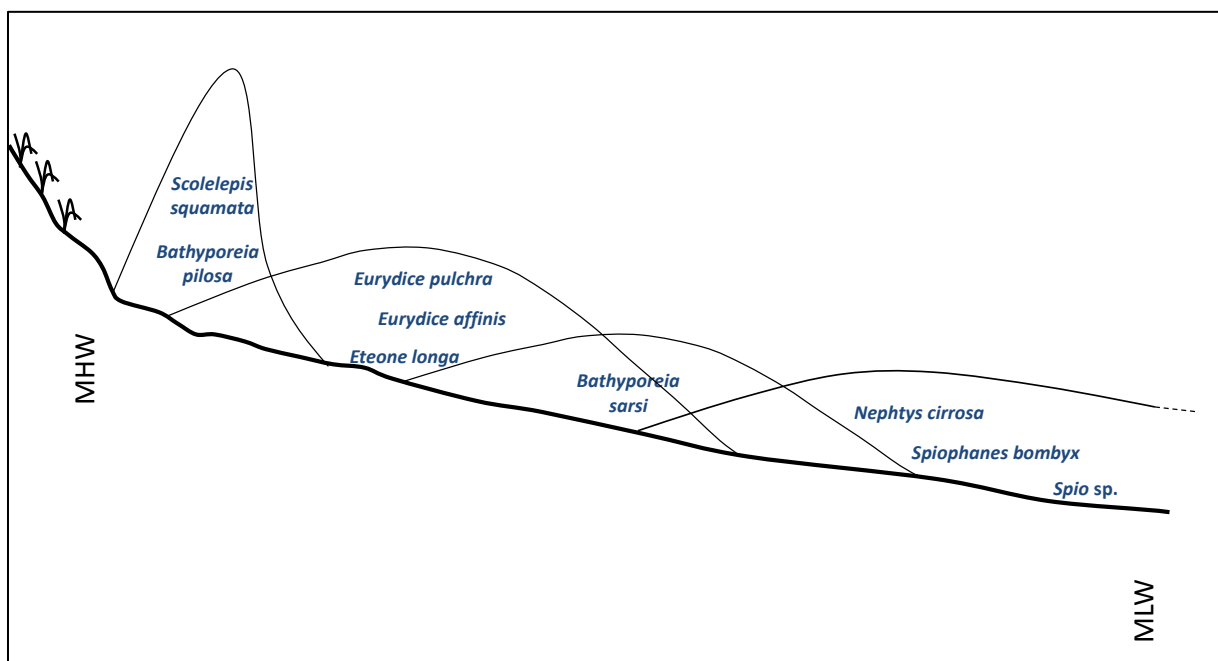 Scolelepis
squamata
Bathyporeia
pilosa
Eurydice pulchra
Eurydice affinis
Eteone longa
Bathyporeia
sarsi
Nephtys cirrosa
Spiophanes bombyx
Spio sp.
MHW
MLW